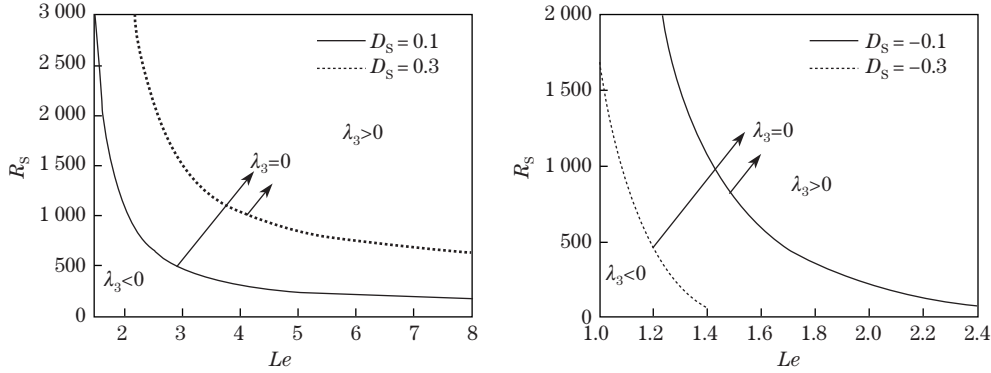 3 000
2 500
2 000
1 500
1 000
500
0
R_S
D_S = 0.1
D_S = 0.3
λ_3>0
λ_3=0
λ_3<0
2 3 4 5 6 7 8
Le
2 000
1 500
1 000
500
0
R_S
D_S = −0.1
D_S = −0.3
λ_3=0
λ_3>0
λ_3<0
1.0 1.2 1.4 1.6 1.8 2.0 2.2 2.4
Le